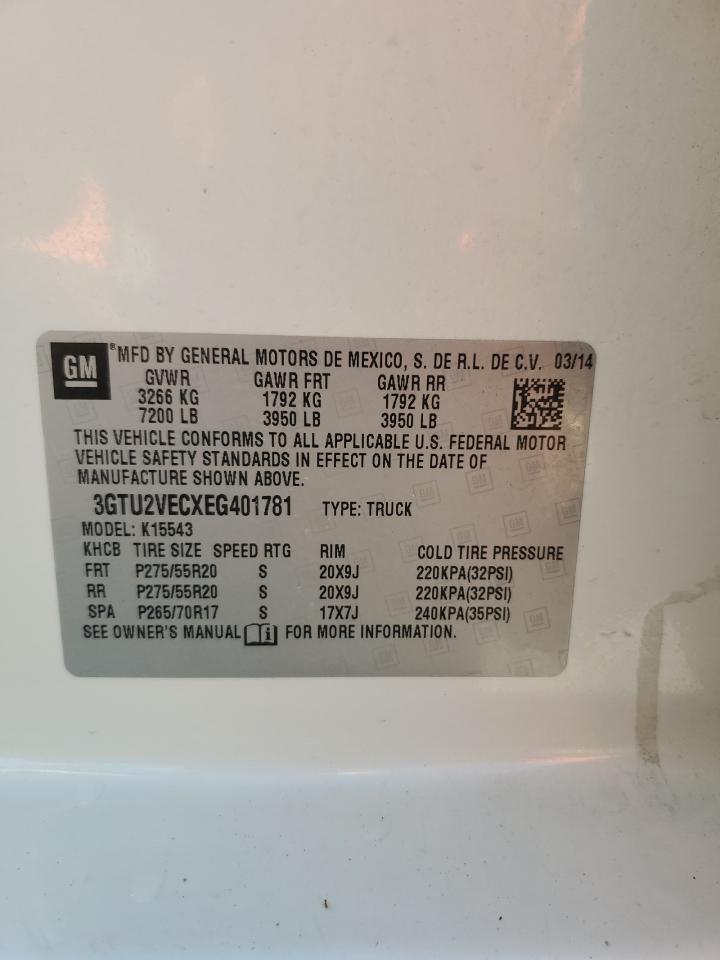 GM ® MFD BY GENERAL MOTORS DE MEXICO, S. DE R.L. DE C.V. 03/14
GVWR GAWR FRT GAWR RR
3266 KG 1792 KG 1792 KG
7200 LB 3950 LB 3950 LB
THIS VEHICLE CONFORMS TO ALL APPLICABLE U.S. FEDERAL MOTOR
VEHICLE SAFETY STANDARDS IN EFFECT ON THE DATE OF
MANUFACTURE SHOWN ABOVE.
3GTU2VECXEG401781 TYPE: TRUCK
MODEL: K15543
KHCB TIRE SIZE SPEED RTG RIM COLD TIRE PRESSURE
FRT P275/55R20 S 20X9J 220KPA(32PSI)
RR P275/55R20 S 20X9J 220KPA(32PSI)
SPA P265/70R17 S 17X7J 240KPA(35PSI)
SEE OWNER'S MANUAL i FOR MORE INFORMATION.